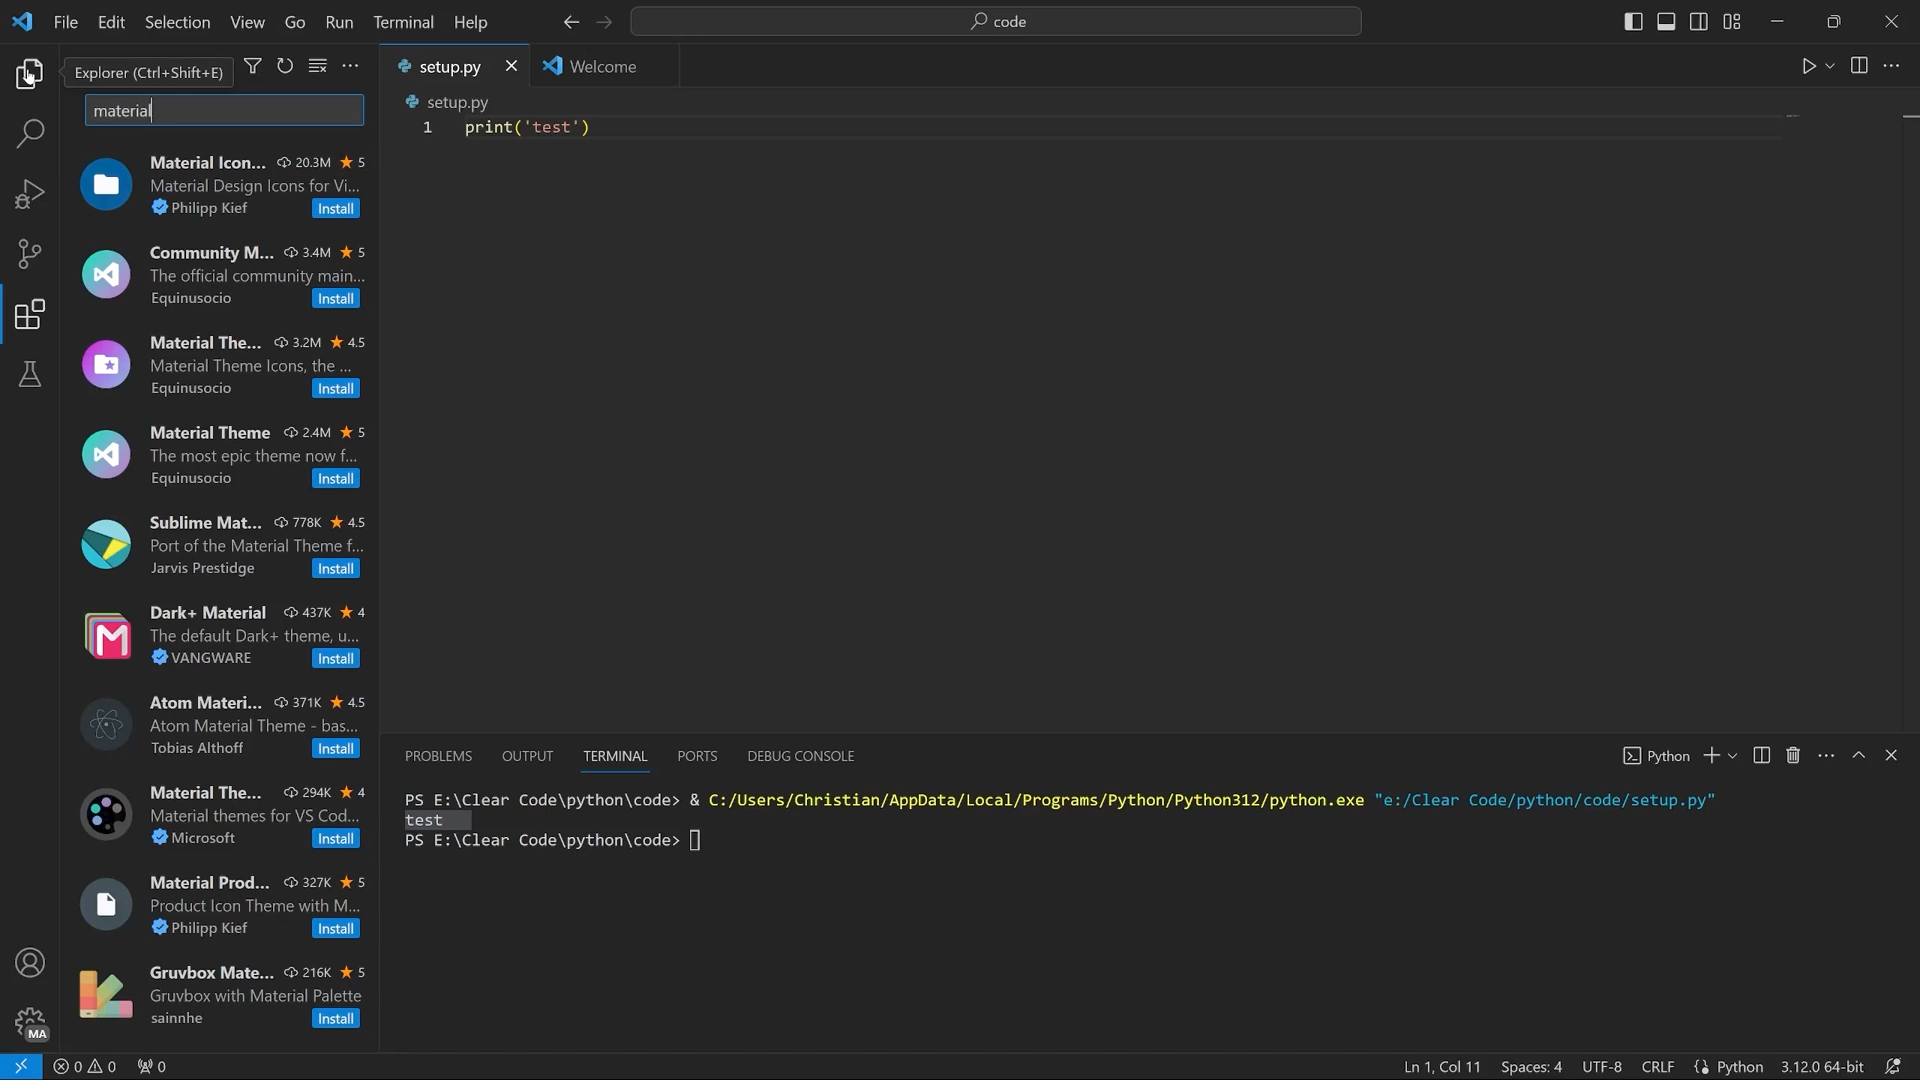 File Edit Selection View Go Run Terminal Help
code
Explorer (Ctrl+Shift+E)
material
Material Icon... 20.3M 5
Material Design Icons for Vi...
Philipp Kief Install
Community M... 3.4M 5
The official community main...
Equinusocio Install
Material The... 3.2M 4.5
Material Theme Icons, the ...
Equinusocio Install
Material Theme 2.4M 5
The most epic theme now f...
Equinusocio Install
Sublime Mat... 778K 4.5
Port of the Material Theme f...
Jarvis Prestidge Install
Dark+ Material 437K 4
The default Dark+ theme, u...
VANGWARE Install
Atom Materi... 371K 4.5
Atom Material Theme - bas...
Tobias Althoff Install
Material The... 294K 4
Material themes for VS Cod...
Microsoft Install
Material Prod... 327K 5
Product Icon Theme with M...
Philipp Kief Install
Gruvbox Mate... 216K 5
Gruvbox with Material Palette
sainnhe Install
MA
setup.py Welcome
setup.py
1 print('test')
PROBLEMS OUTPUT TERMINAL PORTS DEBUG CONSOLE
Python
PS E:\Clear Code\python\code> & C:/Users/Christian/AppData/Local/Programs/Python/Python312/python.exe "e:/Clear Code/python/code/setup.py"
test
PS E:\Clear Code\python\code>
0 0 0
Ln 1, Col 11 Spaces: 4 UTF-8 CRLF Python 3.12.0 64-bit